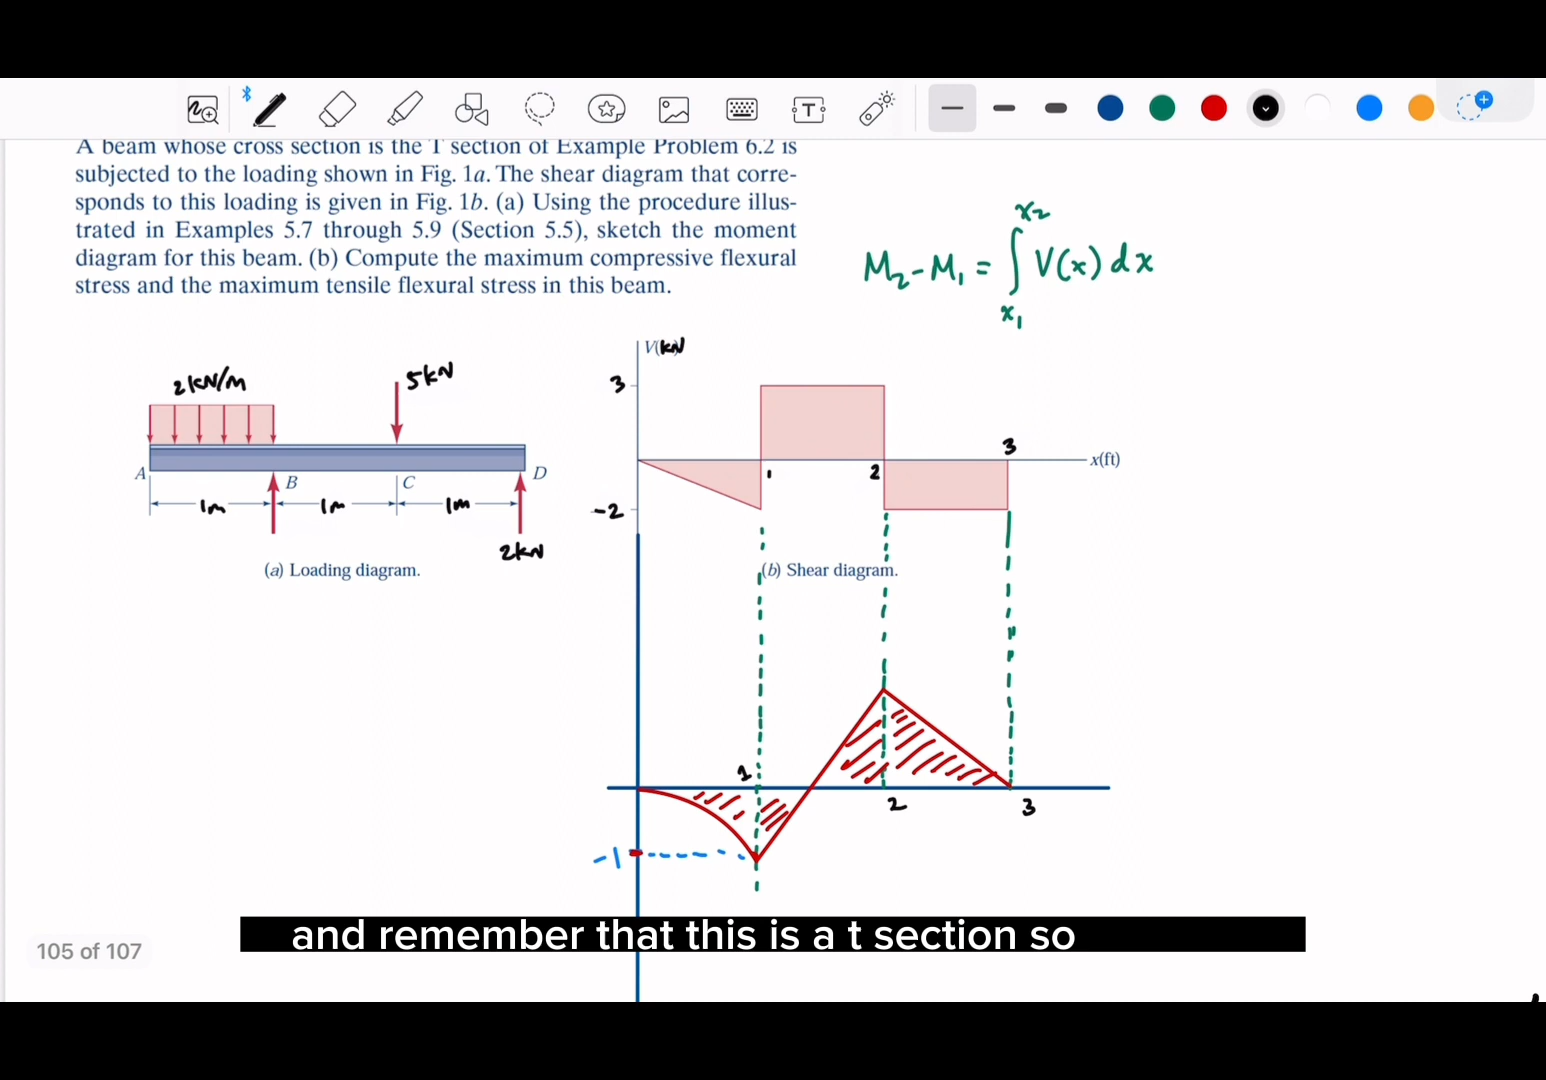 A beam whose cross section is the T section of Example Problem 6.2 is
subjected to the loading shown in Fig. 1a. The shear diagram that corre-
sponds to this loading is given in Fig. 1b. (a) Using the procedure illus-
trated in Examples 5.7 through 5.9 (Section 5.5), sketch the moment
diagram for this beam. (b) Compute the maximum compressive flexural
stress and the maximum tensile flexural stress in this beam.
x2
M2-M1 = ∫ V(x) dx
x1
2kN/m
5kN
A
B
C
D
1m
1m
1m
2kN
(a) Loading diagram.
V(kN)
3
3
x(ft)
1
2
-2
(b) Shear diagram.
1
2
3
-1
and remember that this is a t section so
105 of 107
T